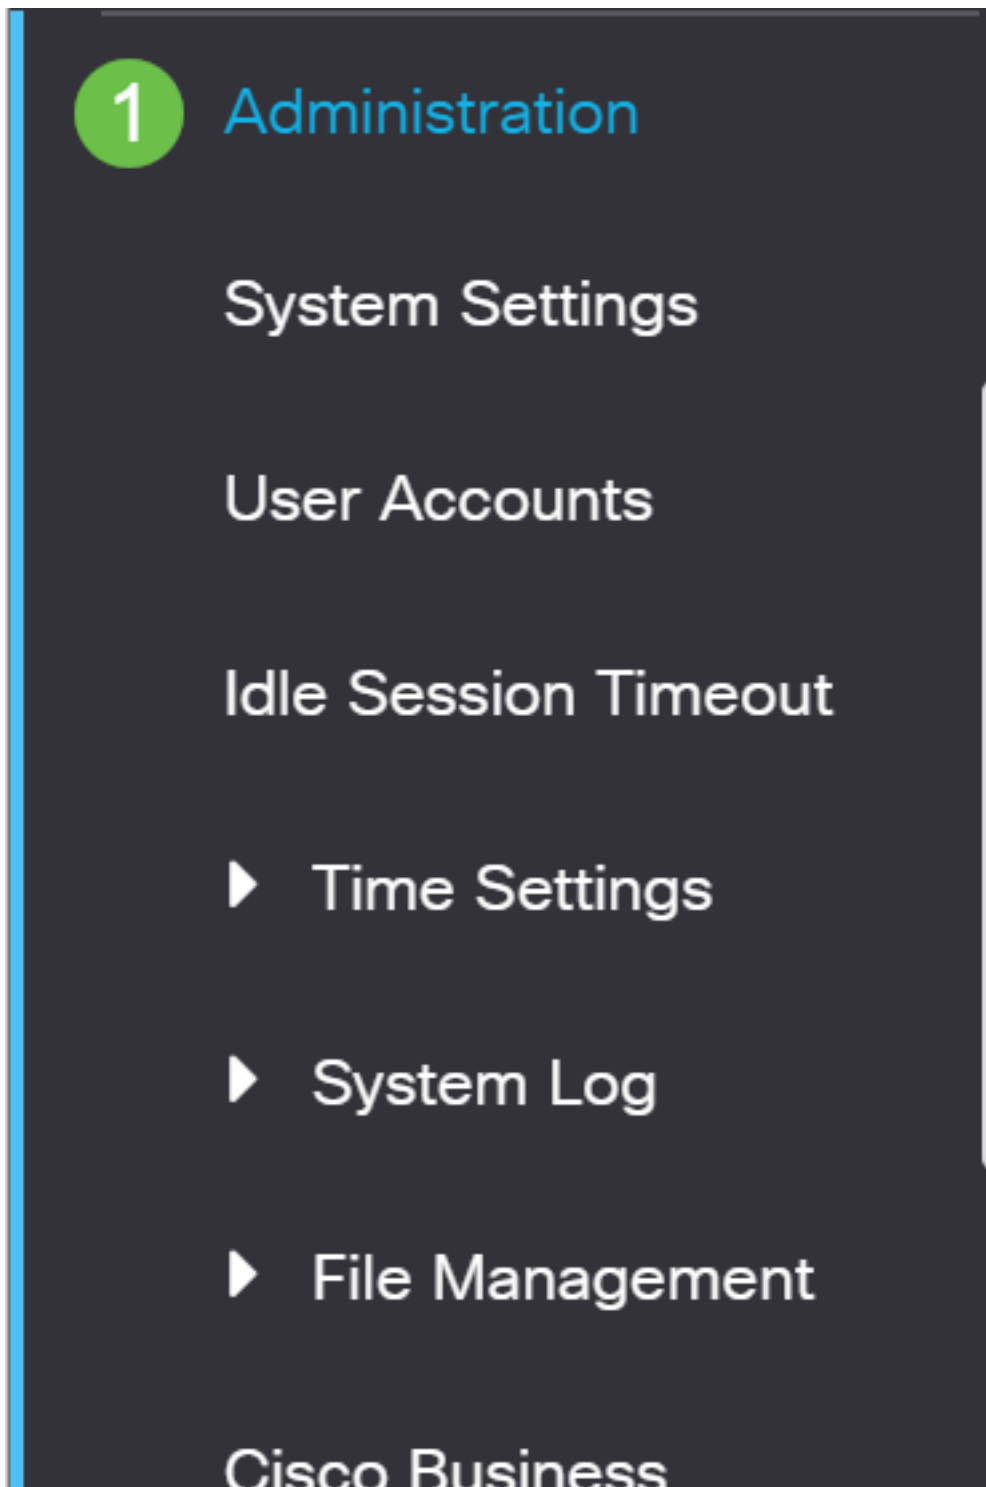 1 Administration
System Settings
User Accounts
Idle Session Timeout
Time Settings
System Log
File Management
Cisco Business